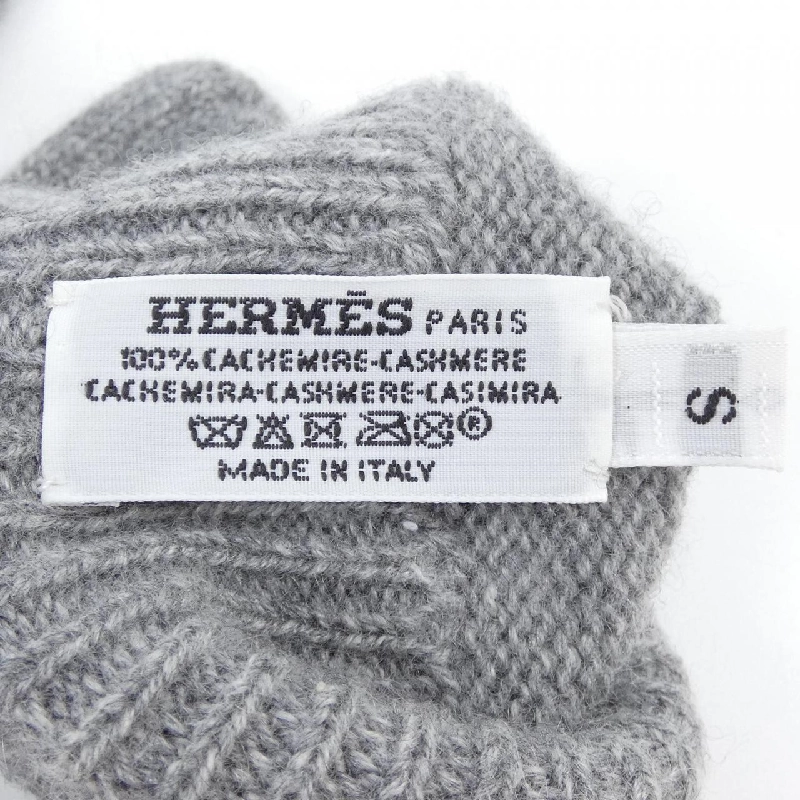 HERMÈS PARIS
100% CACHEMIRE-CASHMERE
CACHEMIRA-CASHMERE-CASIMIRA
®
MADE IN ITALY
S